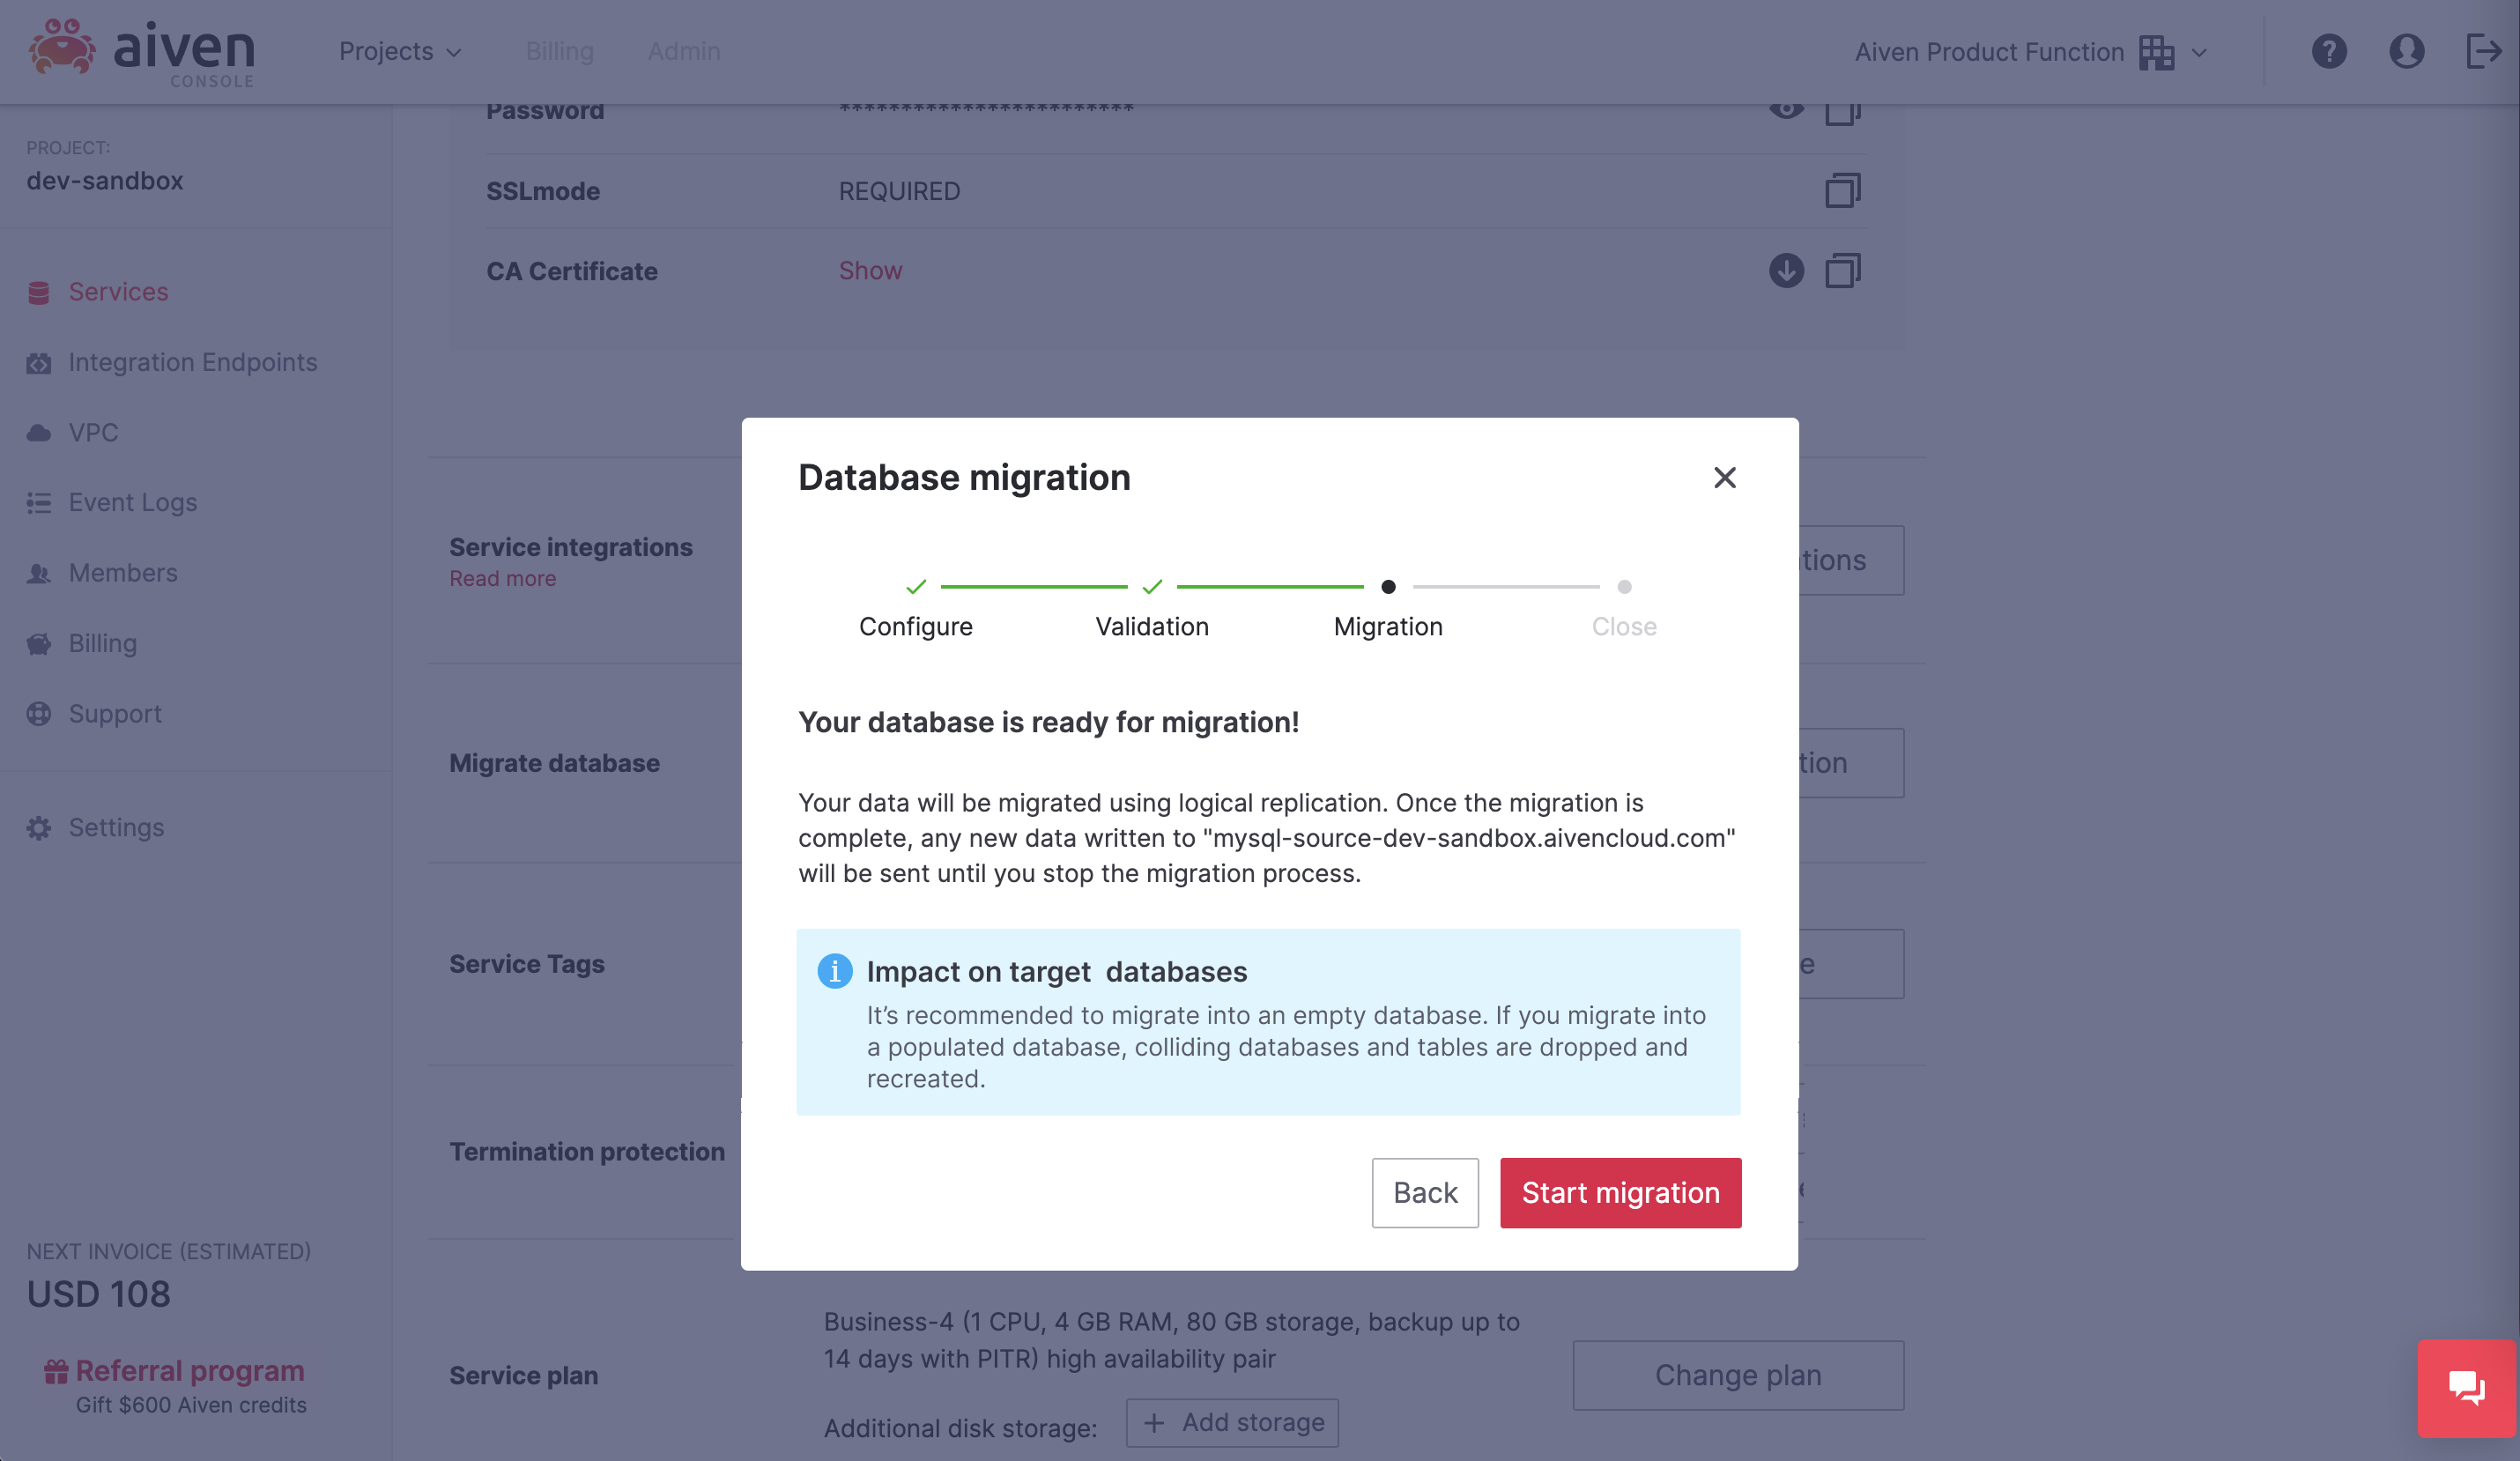 aiven
CONSOLE
Projects
Billing
Admin
Aiven Product Function
PROJECT:
dev-sandbox
Services
Integration Endpoints
VPC
Event Logs
Members
Billing
Support
Settings
NEXT INVOICE (ESTIMATED)
USD 108
Referral program
Gift $600 Aiven credits
Password ************************
SSLmode REQUIRED
CA Certificate Show
Service integrations
Read more
tions
Migrate database
tion
Service Tags
e
Termination protection
Service plan
Business-4 (1 CPU, 4 GB RAM, 80 GB storage, backup up to
14 days with PITR) high availability pair
Additional disk storage:
+ Add storage
Change plan
Database migration
Configure
Validation
Migration
Close
Your database is ready for migration!
Your data will be migrated using logical replication. Once the migration is
complete, any new data written to "mysql-source-dev-sandbox.aivencloud.com"
will be sent until you stop the migration process.
Impact on target databases
It’s recommended to migrate into an empty database. If you migrate into
a populated database, colliding databases and tables are dropped and
recreated.
Back
Start migration